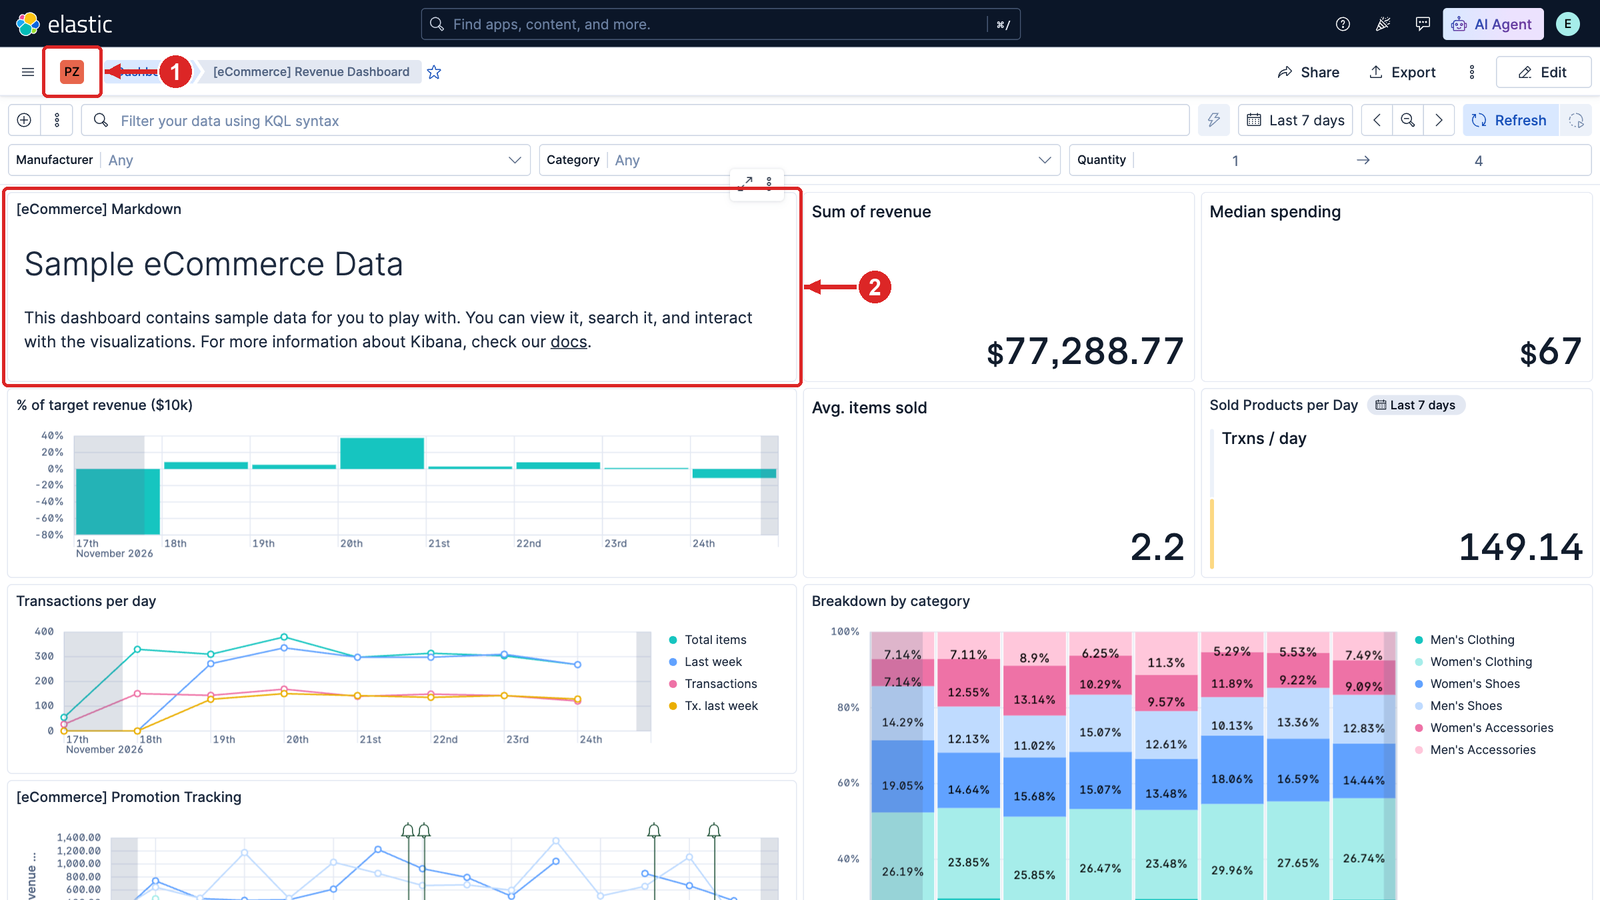 elastic
Find apps, content, and more.
⌘/
AI Agent
E
PZ
1
[eCommerce] Revenue Dashboard
Share
Export
Edit
Filter your data using KQL syntax
Last 7 days
Refresh
Manufacturer Any
Category Any
Quantity 1 → 4
[eCommerce] Markdown
Sample eCommerce Data
This dashboard contains sample data for you to play with. You can view it, search it, and interact
with the visualizations. For more information about Kibana, check our docs.
2
Sum of revenue
$77,288.77
Median spending
$67
% of target revenue ($10k)
40%
20%
0%
-20%
-40%
-60%
-80%
17th 18th 19th 20th 21st 22nd 23rd 24th
November 2026
Avg. items sold
2.2
Sold Products per Day Last 7 days
Trxns / day
149.14
Transactions per day
400
300
200
100
0
17th 18th 19th 20th 21st 22nd 23rd 24th
November 2026
Total items
Last week
Transactions
Tx. last week
Breakdown by category
100%
80%
60%
40%
7.14% 7.11% 8.9% 6.25% 11.3% 5.29% 5.53% 7.49%
7.14% 12.55% 13.14% 10.29% 9.57% 11.89% 9.22% 9.09%
14.29% 12.13% 11.02% 15.07% 12.61% 10.13% 13.36% 12.83%
19.05% 14.64% 15.68% 15.07% 13.48% 18.06% 16.59% 14.44%
26.19% 23.85% 25.85% 26.47% 23.48% 29.96% 27.65% 26.74%
Men's Clothing
Women's Clothing
Women's Shoes
Men's Shoes
Women's Accessories
Men's Accessories
[eCommerce] Promotion Tracking
1,400.00
1,200.00
1,000.00
800.00
600.00